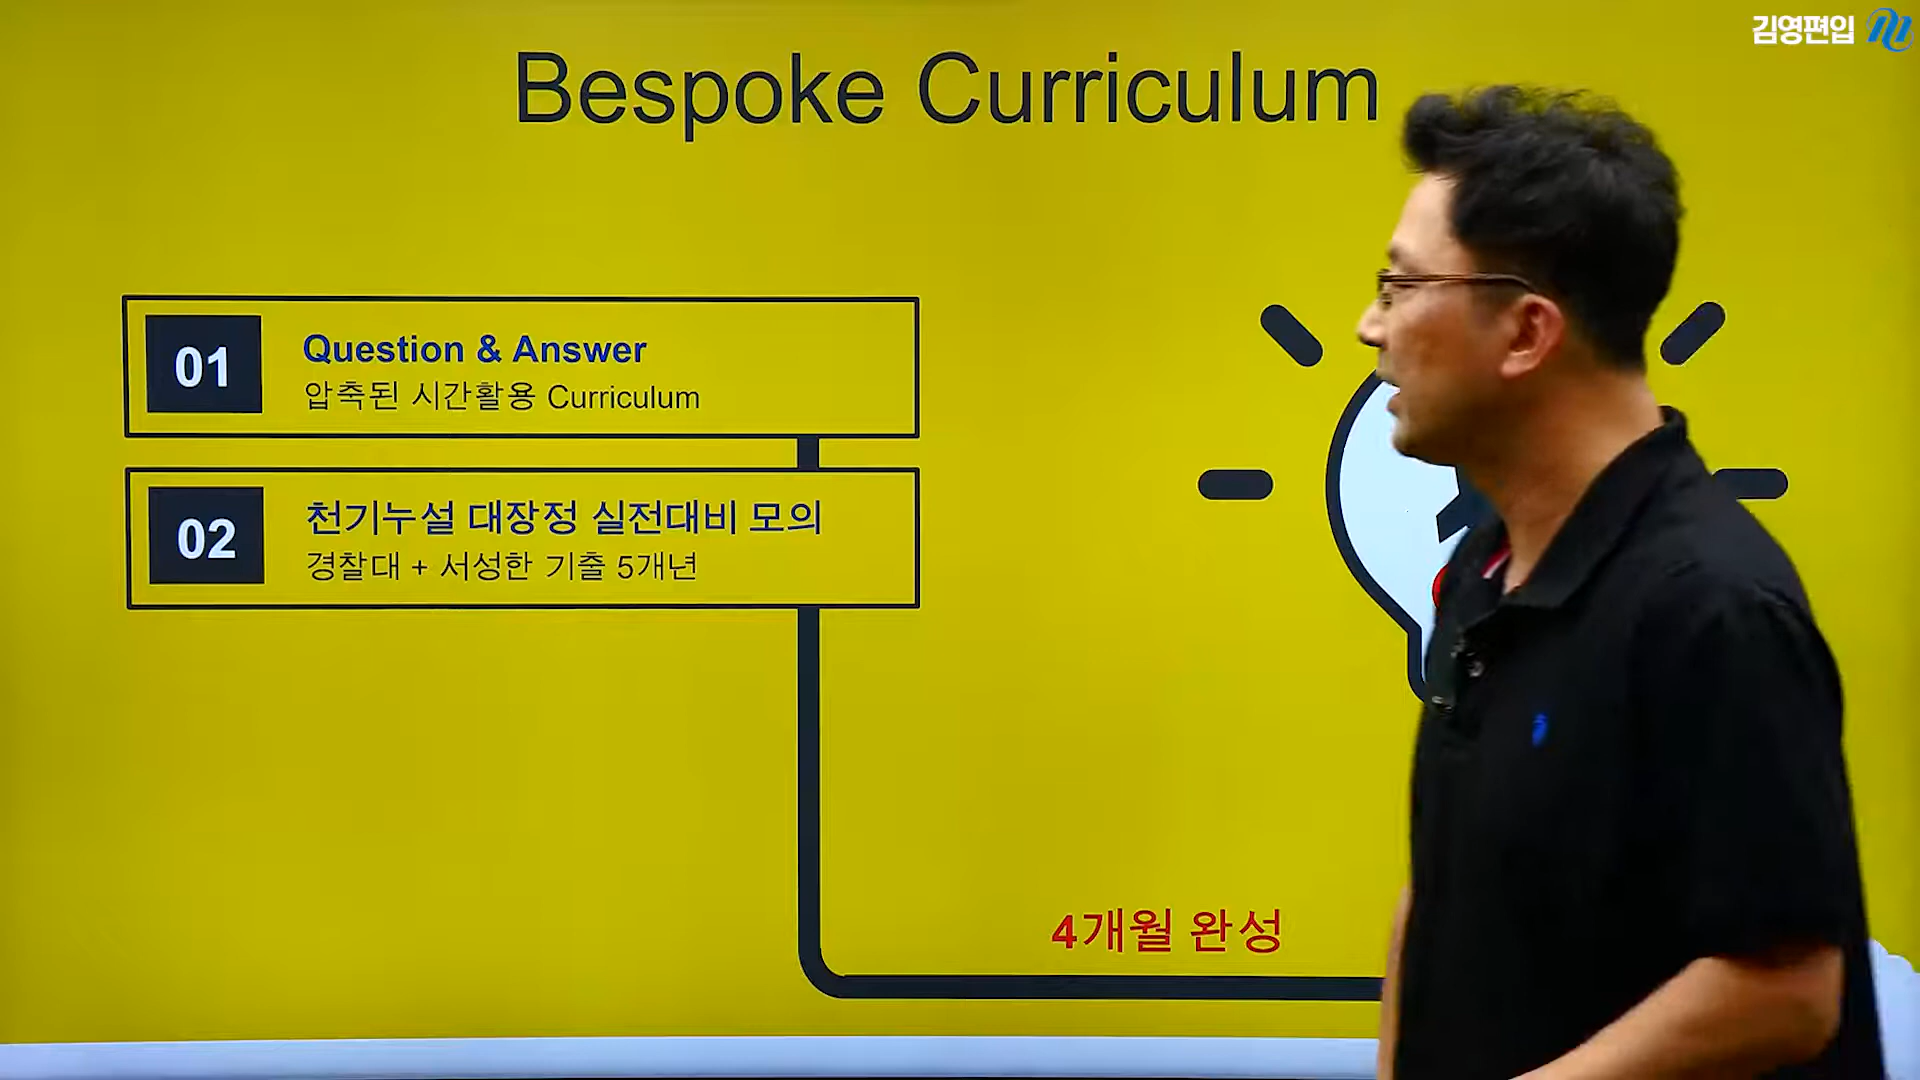 김영편입
Bespoke Curriculum
01
Question & Answer
압축된 시간활용 Curriculum
02
천기누설 대장정 실전대비 모의
경찰대 + 서성한 기출 5개년
4개월 완성